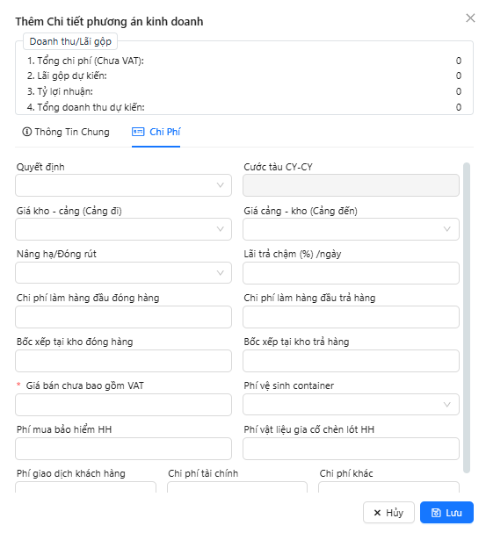 Thêm Chi tiết phương án kinh doanh
Doanh thu/Lãi gộp
1. Tổng chi phí (Chưa VAT): 0
2. Lãi gộp dự kiến: 0
3. Tỷ lợi nhuận: 0
4. Tổng doanh thu dự kiến: 0
Thông Tin Chung Chi Phí
Quyết định Cước tàu CY-CY
Giá kho - cảng (Cảng đi) Giá cảng - kho (Cảng đến)
Nâng hạ/Đóng rút Lãi trả chậm (%) /ngày
Chi phí làm hàng đầu đóng hàng Chi phí làm hàng đầu trả hàng
Bốc xếp tại kho đóng hàng Bốc xếp tại kho trả hàng
* Giá bán chưa bao gồm VAT Phí vệ sinh container
Phí mua bảo hiểm HH Phí vật liệu gia cố chèn lót HH
Phí giao dịch khách hàng Chi phí tài chính Chi phí khác
Hủy Lưu